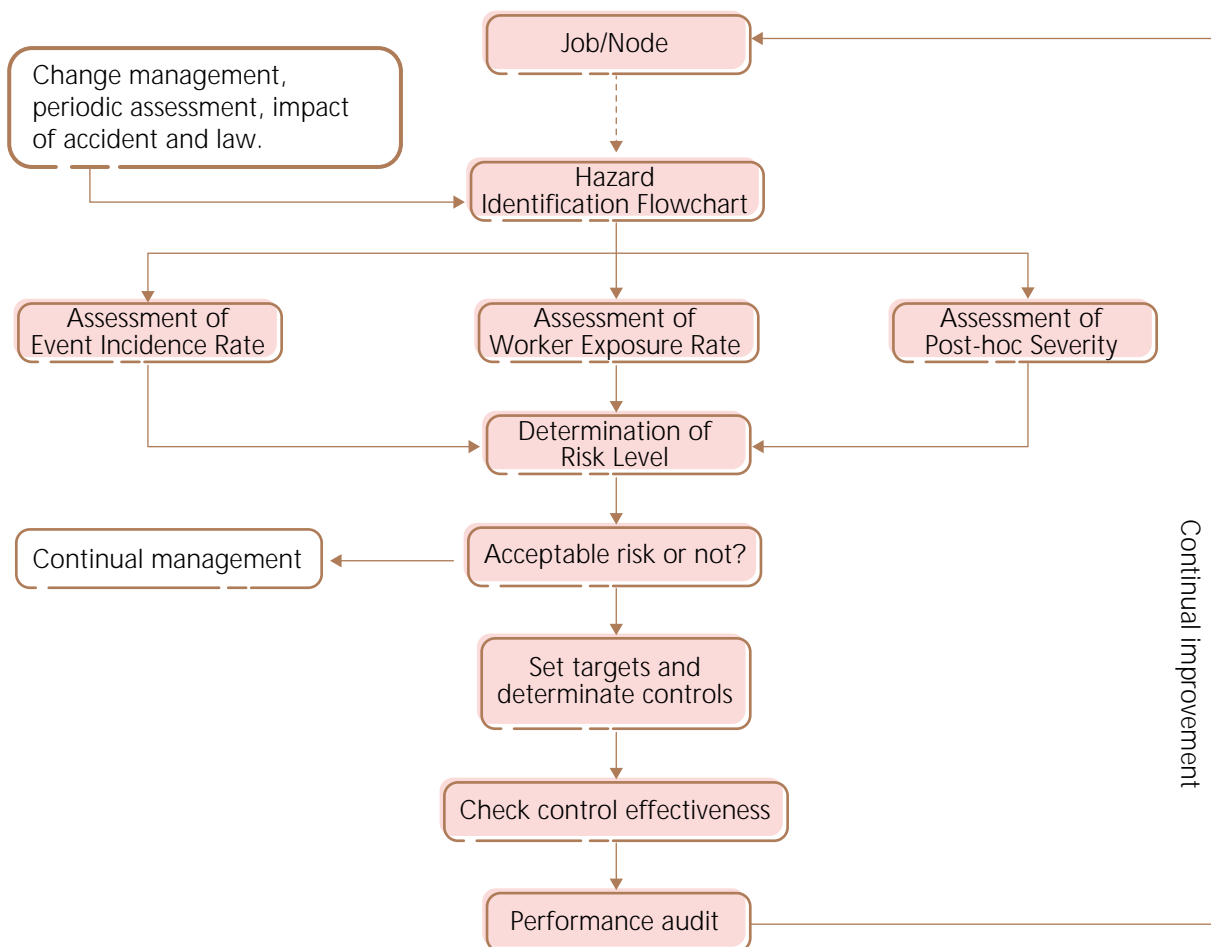 Job/Node
Change management,
periodic assessment, impact
of accident and law.
Hazard
Identification Flowchart
Assessment of
Event Incidence Rate
Assessment of
Worker Exposure Rate
Assessment of
Post-hoc Severity
Determination of
Risk Level
Continual management
Acceptable risk or not?
Set targets and
determinate controls
Check control effectiveness
Performance audit
Continual improvement